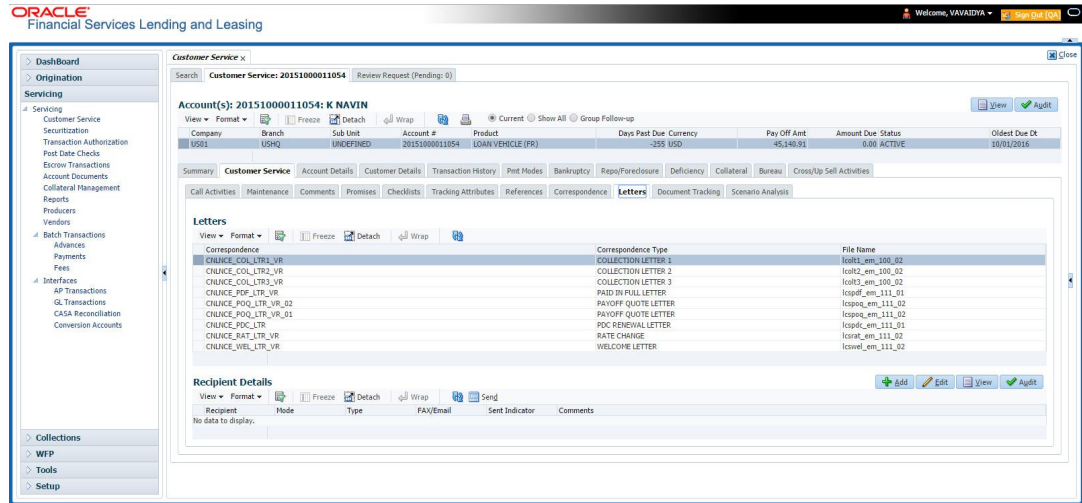 ORACLE
Financial Services Lending and Leasing
Welcome, VAVAIDYA
Sign Out (QA
Close
DashBoard
Origination
Servicing
Servicing
Customer Service
Securitization
Transaction Authorization
Post Date Checks
Escrow Transactions
Account Documents
Collateral Management
Reports
Producers
Vendors
Batch Transactions
Advances
Payments
Fees
Interfaces
AP Transactions
GL Transactions
CASA Reconciliation
Conversion Accounts
Collections
WFP
Tools
Setup
Customer Service x
Search Customer Service: 20151000011054 Review Request (Pending: 0)
Account(s): 20151000011054: K NAVIN
View Audit
View Format Freeze Detach Wrap Current Show All Group Follow-up
Company Branch Sub Unit Account # Product Days Past Due Currency Pay Off Amt Amount Due Status Oldest Due Dt
US01 USHQ UNDEFINED 20151000011054 LOAN VEHICLE (FR) -255 USD 45,140.91 0.00 ACTIVE 10/01/2016
Summary Customer Service Account Details Customer Details Transaction History Pmt Modes Bankruptcy Repo/Foreclosure Deficiency Collateral Bureau Cross/Up Sell Activities
Call Activities Maintenance Comments Promises Checklists Tracking Attributes References Correspondence Letters Document Tracking Scenario Analysis
Letters
View Format Freeze Detach Wrap
Correspondence Correspondence Type File Name
CNLNCE_COL_LTR1_VR COLLECTION LETTER 1 lcolt1_em_100_02
CNLNCE_COL_LTR2_VR COLLECTION LETTER 2 lcolt2_em_100_02
CNLNCE_COL_LTR3_VR COLLECTION LETTER 3 lcolt3_em_100_02
CNLNCE_PDF_LTR_VR PAID IN FULL LETTER lcspdf_em_111_01
CNLNCE_POQ_LTR_VR_02 PAYOFF QUOTE LETTER lcspoq_em_111_02
CNLNCE_POQ_LTR_VR_01 PAYOFF QUOTE LETTER lcspoq_em_111_02
CNLNCE_PDC_LTR PDC RENEWAL LETTER lcspdc_em_111_01
CNLNCE_RAT_LTR_VR RATE CHANGE lcsrat_em_111_02
CNLNCE_WEL_LTR_VR WELCOME LETTER lcswel_em_111_02
Recipient Details
Add Edit View Audit
View Format Freeze Detach Wrap Send
Recipient Mode Type FAX/Email Sent Indicator Comments
No data to display.